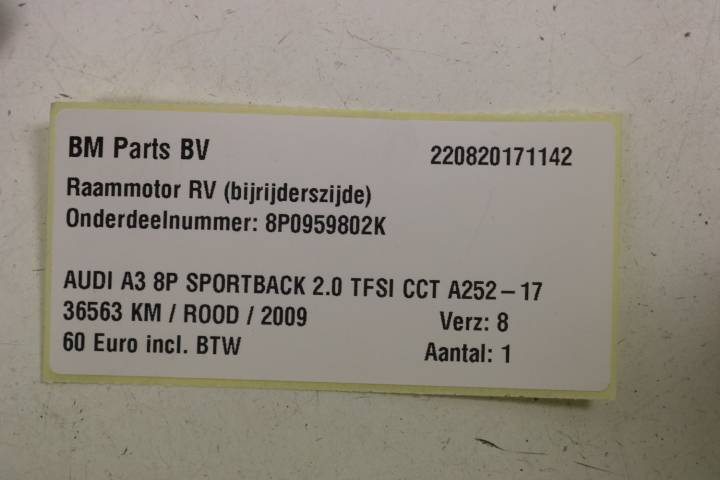 BM Parts BV 220820171142
Raammotor RV (bijrijderszijde)
Onderdeelnummer: 8P0959802K
AUDI A3 8P SPORTBACK 2.0 TFSI CCT A252-17
36563 KM / ROOD / 2009 Verz: 8
60 Euro incl. BTW Aantal: 1